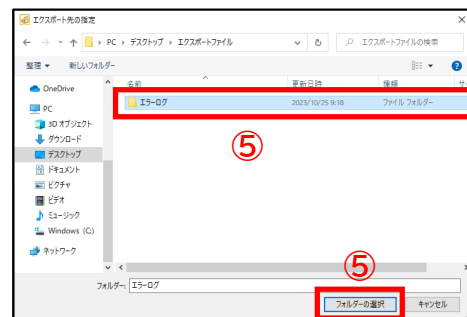 エクスポート先の指定
PC › デスクトップ › エクスポートファイル
エクスポートファイルの検索
整理 新しいフォルダー
名前 更新日時 種類 サイ
OneDrive
エラーログ 2023/10/25 9:18 ファイル フォルダー
PC
3D オブジェクト
ダウンロード
デスクトップ
ドキュメント
ピクチャ
ビデオ
ミュージック
Windows (C:)
ネットワーク
⑤
⑤
フォルダー: エラーログ
フォルダーの選択 キャンセル